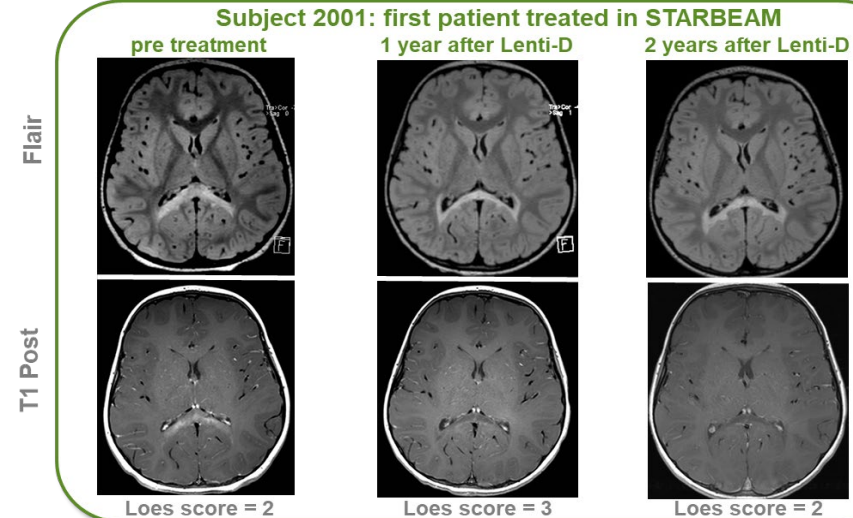 Subject 2001: first patient treated in STARBEAM
pre treatment
1 year after Lenti-D
2 years after Lenti-D
Flair
F
F
T1 Post
Loes score = 2
Loes score = 3
Loes score = 2